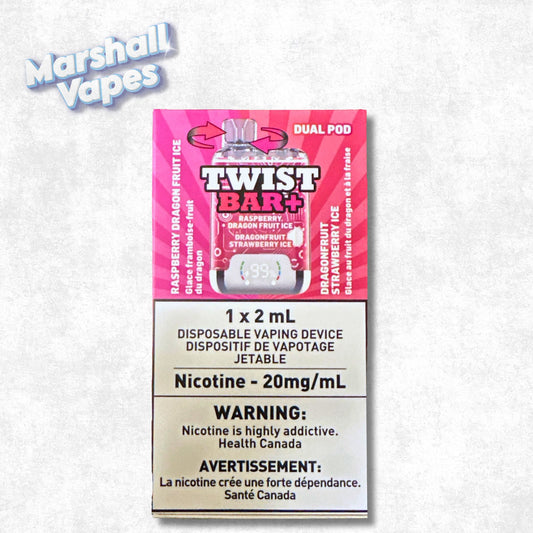 Marshall
Vapes
DUAL POD
RASPBERRY DRAGON FRUIT ICE
Glace framboise-fruit
du dragon
TWIST
BAR+
RASPBERRY
+ DRAGON FRUIT ICE
DRAGONFRUIT
STRAWBERRY ICE
33
DRAGONFRUIT
STRAWBERRY ICE
Glace au fruit du dragon et à la fraise
1 x 2 mL
DISPOSABLE VAPING DEVICE
DISPOSITIF DE VAPOTAGE
JETABLE
Nicotine - 20mg/mL
WARNING:
Nicotine is highly addictive.
Health Canada
AVERTISSEMENT:
La nicotine crée une forte dépendance.
Santé Canada